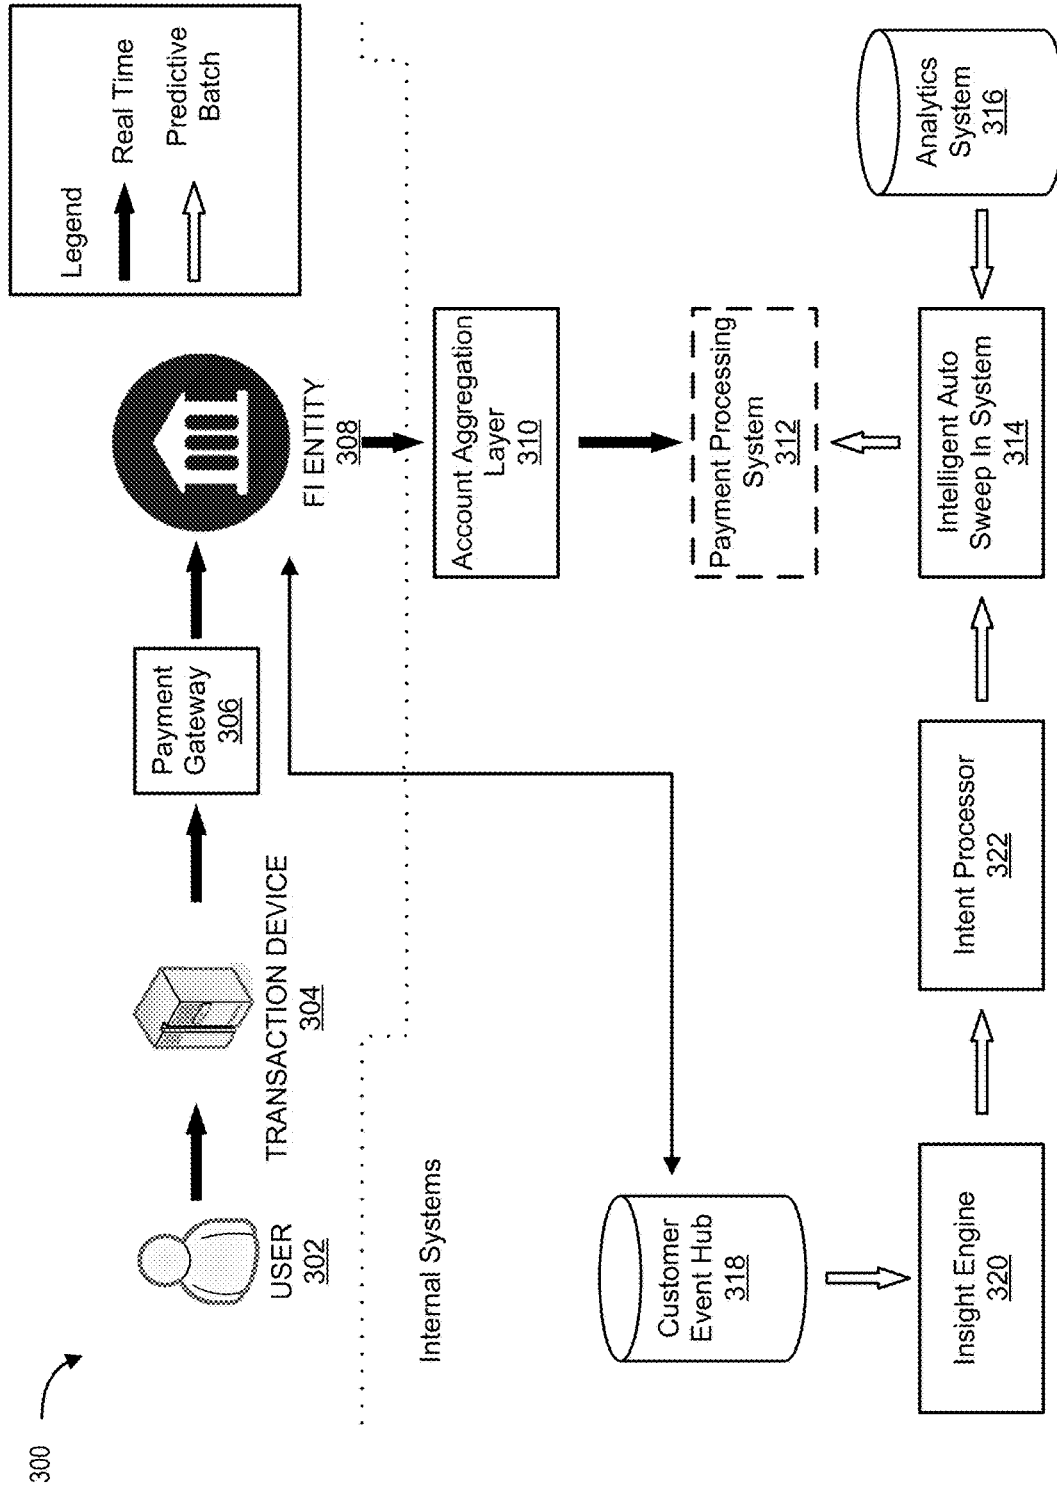 300
Legend
Real Time
Predictive
Batch
USER
302
TRANSACTION DEVICE
304
Payment
Gateway
306
FI ENTITY
308
Internal Systems
Account Aggregation
Layer
310
Customer
Event Hub
318
Payment Processing
System
312
Insight Engine
320
Intent Processor
322
Intelligent Auto
Sweep In System
314
Analytics
System
316